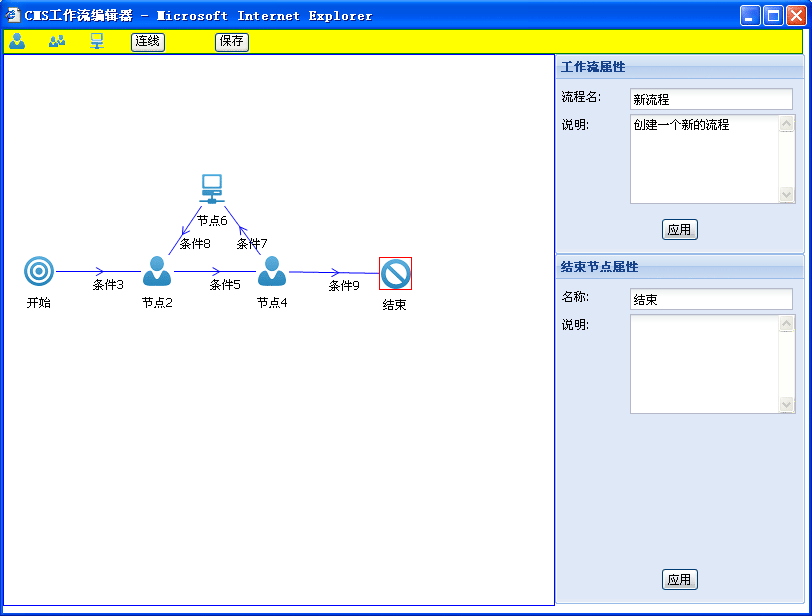 CMS工作流编辑器 - Microsoft Internet Explorer
连线 保存
工作流属性
流程名: 新流程
说明: 创建一个新的流程
应用
节点6
条件8 条件7
条件3 条件5 条件9
开始 节点2 节点4 结束
结束节点属性
名称: 结束
说明:
应用